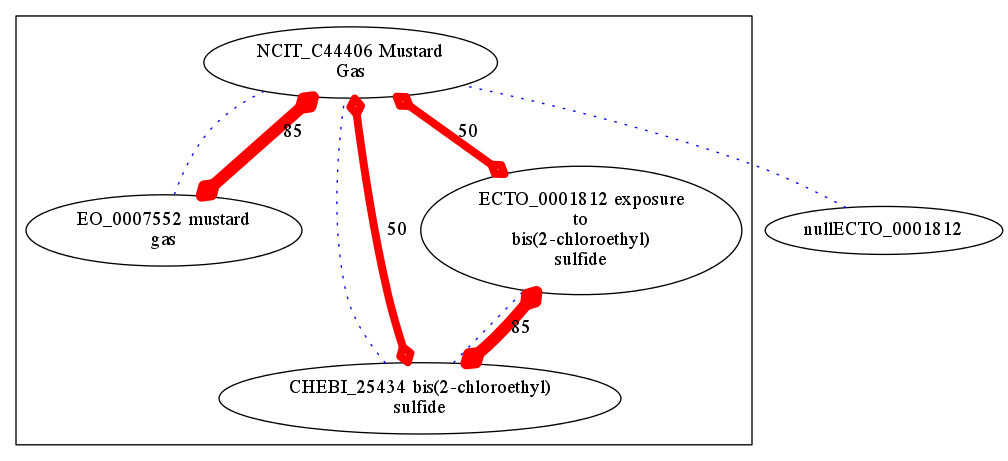 NCIT_C44406 Mustard
Gas
85
50
ECTO_0001812 exposure
to
bis(2-chloroethyl)
sulfide
EO_0007552 mustard
gas
50
nullECTO_0001812
85
CHEBI_25434 bis(2-chloroethyl)
sulfide